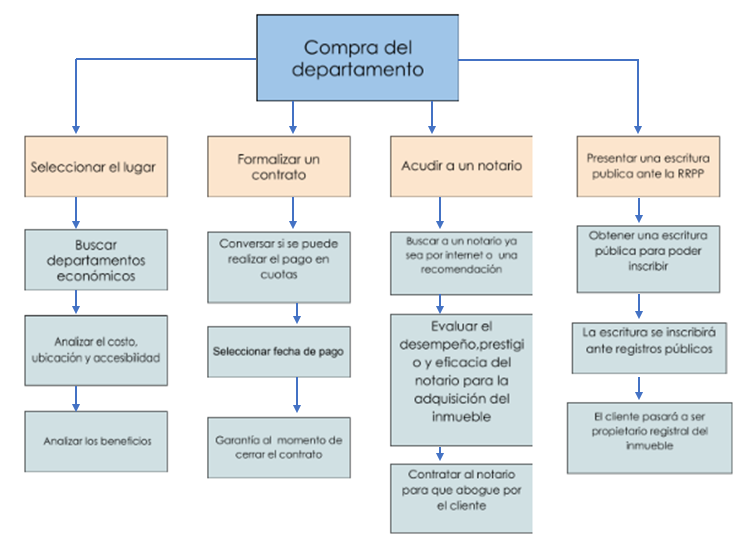 Compra del
departamento
Seleccionar el lugar
Buscar
departamentos
económicos
Analizar el costo,
ubicación y accesibilidad
Analizar los beneficios
Formalizar un
contrato
Conversar si se puede
realizar el pago en
cuotas
Seleccionar fecha de pago
Garantía al momento de
cerrar el contrato
Acudir a un notario
Buscar a un notario ya
sea por internet o una
recomendación
Evaluar el
desempeño,prestigi
o y eficacia del
notario para la
adquisición del
inmueble
Contratar al notario
para que abogue por
el cliente
Presentar una escritura
publica ante la RRPP
Obtener una escritura
pública para poder
inscribir
La escritura se inscribirá
ante registros públicos
El cliente pasará a ser
propietario registral del
inmueble